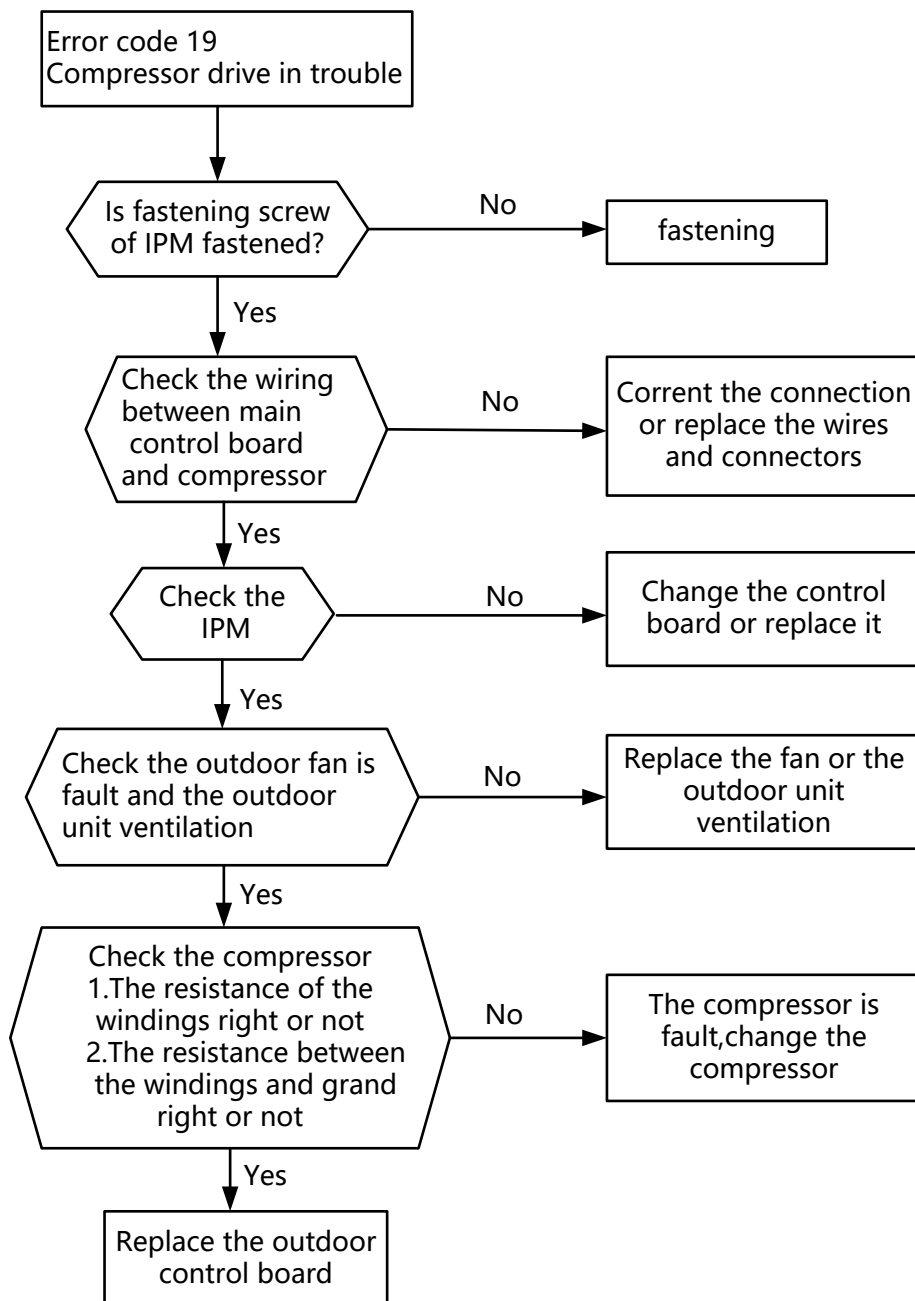 Error code 19
Compressor drive in trouble
Is fastening screw
of IPM fastened?
No
fastening
Yes
Check the wiring
between main
control board
and compressor
No
Corrent the connection
or replace the wires
and connectors
Yes
Check the
IPM
No
Change the control
board or replace it
Yes
Check the outdoor fan is
fault and the outdoor
unit ventilation
No
Replace the fan or the
outdoor unit
ventilation
Yes
Check the compressor
1.The resistance of the
windings right or not
2.The resistance between
the windings and grand
right or not
No
The compressor is
fault,change the
compressor
Yes
Replace the outdoor
control board